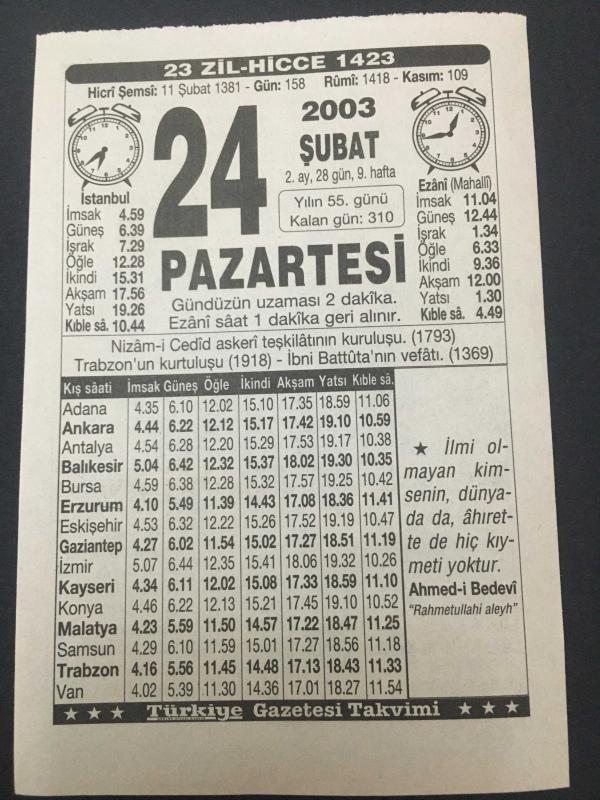 23 ZİL-HİCCE 1423
Hicrî Şemsî: 11 Şubat 1381 - Gün: 158 Rûmî: 1418 - Kasım: 109
24
2003
ŞUBAT
2. ay, 28 gün, 9. hafta
Yılın 55. günü
Kalan gün: 310
PAZARTESİ
Gündüzün uzaması 2 dakîka.
Ezânî sâat 1 dakîka geri alınır.
İstanbul
İmsak 4.59
Güneş 6.39
İşrak 7.29
Öğle 12.28
İkindi 15.31
Akşam 17.56
Yatsı 19.26
Kıble sâ. 10.44
Ezânî (Mahallî)
İmsak 11.04
Güneş 12.44
İşrak 1.34
Öğle 6.33
İkindi 9.36
Akşam 12.00
Yatsı 1.30
Kıble sâ. 4.49
Nizâm-i Cedîd askerî teşkilâtının kuruluşu. (1793)
Trabzon'un kurtuluşu (1918) - İbni Battûta'nın vefâtı. (1369)
Kış sâati İmsak Güneş Öğle İkindi Akşam Yatsı Kıble sâ.
Adana 4.35 6.10 12.02 15.10 17.35 18.59 11.06
Ankara 4.44 6.22 12.12 15.17 17.42 19.10 10.59
Antalya 4.54 6.28 12.20 15.29 17.53 19.17 10.38
Balıkesir 5.04 6.42 12.32 15.37 18.02 19.30 10.35
Bursa 4.59 6.38 12.28 15.32 17.57 19.25 10.42
Erzurum 4.10 5.49 11.39 14.43 17.08 18.36 11.41
Eskişehir 4.53 6.32 12.22 15.26 17.52 19.19 10.47
Gaziantep 4.27 6.02 11.54 15.02 17.27 18.51 11.19
İzmir 5.07 6.44 12.35 15.41 18.06 19.32 10.26
Kayseri 4.34 6.11 12.02 15.08 17.33 18.59 11.10
Konya 4.46 6.22 12.13 15.21 17.45 19.10 10.52
Malatya 4.23 5.59 11.50 14.57 17.22 18.47 11.25
Samsun 4.29 6.10 11.59 15.01 17.27 18.56 11.18
Trabzon 4.16 5.56 11.45 14.48 17.13 18.43 11.33
Van 4.02 5.39 11.30 14.36 17.01 18.27 11.54
★ İlmi ol-
mayan kim-
senin, dünya-
da da, âhıret-
te de hiç kıy-
meti yoktur.
Ahmed-i Bedevî
"Rahmetullahi aleyh"
★ ★ ★ Türkiye Gazetesi Takvimi ★ ★ ★